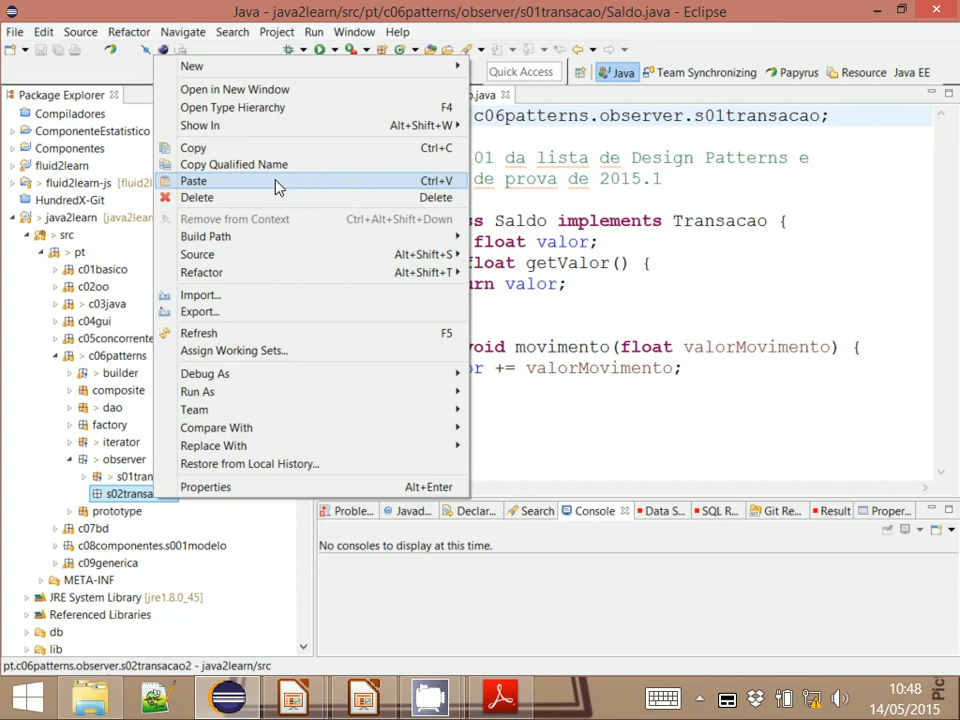 Java - java2learn/src/pt/c06patterns/observer/s01transacao/Saldo.java - Eclipse
File Edit Source Refactor Navigate Search Project Run Window Help
Quick Access Java Team Synchronizing Papyrus Resource Java EE
Package Explorer
Compiladores
ComponenteEstatistico
Componentes
fluid2learn
> fluid2learn-js [fluid2
HundredX-Git
> java2learn [java2lear
> src
> pt
c01basico
c02oo
> c03java
c04gui
c05concorrente
> c06patterns
> builder
composite
> dao
factory
> iterator
> observer
> s01tran
s02transa
prototype
c07bd
c08componentes.s001modelo
c09generica
META-INF
JRE System Library [jre1.8.0_45]
Referenced Libraries
db
lib
New
Open in New Window
Open Type Hierarchy F4
Show In Alt+Shift+W
Copy Ctrl+C
Copy Qualified Name
Paste Ctrl+V
Delete Delete
Remove from Context Ctrl+Alt+Shift+Down
Build Path
Source Alt+Shift+S
Refactor Alt+Shift+T
Import...
Export...
Refresh F5
Assign Working Sets...
Debug As
Run As
Team
Compare With
Replace With
Restore from Local History...
Properties Alt+Enter
o.java
c06patterns.observer.s01transacao;
01 da lista de Design Patterns e
de prova de 2015.1
ss Saldo implements Transacao {
float valor;
float getValor() {
urn valor;
void movimento(float valorMovimento) {
or += valorMovimento;
Proble... Javad... Declar... Search Console Data S... SQL R... Git Re... Result Proper...
No consoles to display at this time.
pt.c06patterns.observer.s02transacao2 - java2learn/src
10:48
14/05/2015
Pic